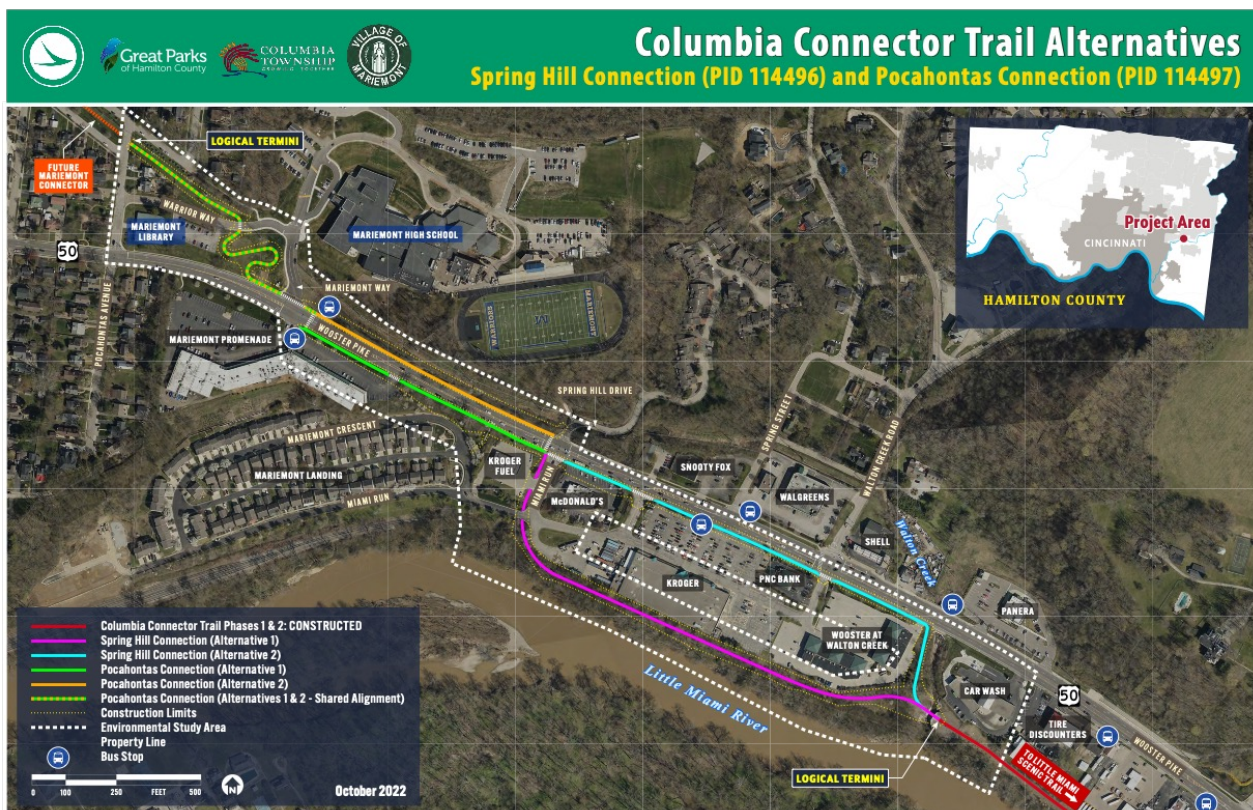 Great Parks
of Hamilton County
COLUMBIA
TOWNSHIP
GROWING TOGETHER
VILLAGE OF
MARIEMONT
Columbia Connector Trail Alternatives
Spring Hill Connection (PID 114496) and Pocahontas Connection (PID 114497)
LOGICAL TERMINI
FUTURE
MARIEMONT
CONNECTOR
WARRIOR WAY
MARIEMONT
LIBRARY
MARIEMONT HIGH SCHOOL
50
MARIEMONT WAY
POCAHONTAS AVENUE
MARIEMONT PROMENADE
WOOSTER PIKE
WARRIORS
M
MARIEMONT
Project Area
CINCINNATI
HAMILTON COUNTY
SPRING HILL DRIVE
SPRING STREET
WALTON CREEK ROAD
MARIEMONT CRESCENT
MARIEMONT LANDING
MIAMI RUN
KROGER
FUEL
MIAMI RUN
McDONALD'S
SNOOTY FOX
WALGREENS
SHELL
Walton Creek
KROGER
PNC BANK
WOOSTER AT
WALTON CREEK
PANERA
CAR WASH
50
TIRE
DISCOUNTERS
WOOSTER PIKE
Little Miami River
LOGICAL TERMINI
TO LITTLE MIAMI
SCENIC TRAIL
Columbia Connector Trail Phases 1 & 2: CONSTRUCTED
Spring Hill Connection (Alternative 1)
Spring Hill Connection (Alternative 2)
Pocahontas Connection (Alternative 1)
Pocahontas Connection (Alternative 2)
Pocahontas Connection (Alternatives 1 & 2 - Shared Alignment)
Construction Limits
Environmental Study Area
Property Line
Bus Stop
0 100 250 FEET 500
N
October 2022